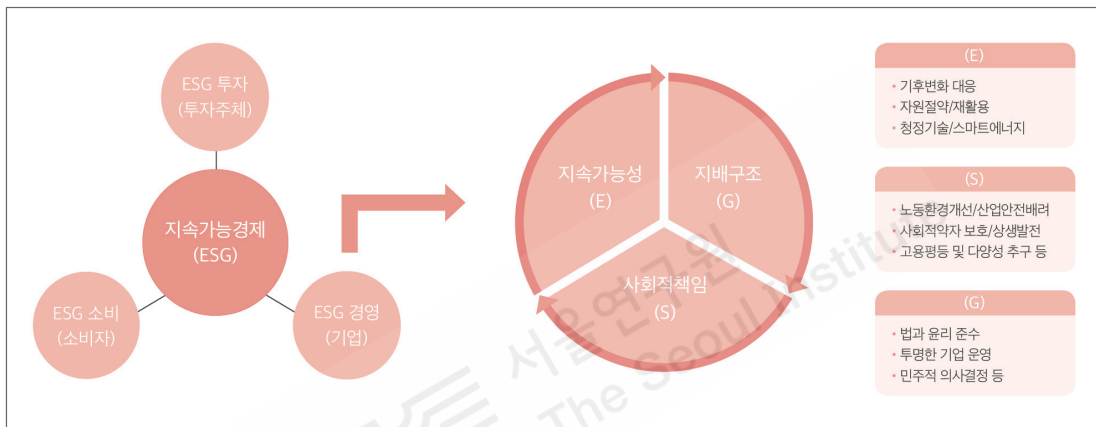 ESG 투자
(투자주체)
지속가능경제
(ESG)
ESG 소비
(소비자)
ESG 경영
(기업)
지속가능성
(E)
지배구조
(G)
사회적책임
(S)
(E)
• 기후변화 대응
• 자원절약/재활용
• 청정기술/스마트에너지
(S)
• 노동환경개선/산업안전배려
• 사회적약자 보호/상생발전
• 고용평등 및 다양성 추구 등
(G)
• 법과 윤리 준수
• 투명한 기업 운영
• 민주적 의사결정 등
서울연구원
The Seoul Institute